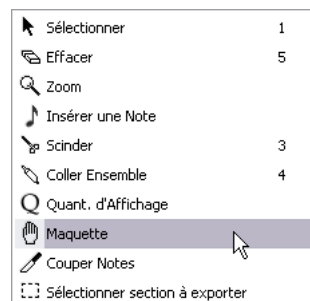 Sélectionner 1
Effacer 5
Zoom
Insérer une Note
Scinder 3
Coller Ensemble 4
Quant. d'Affichage
Maquette
Couper Notes
Sélectionner section à exporter